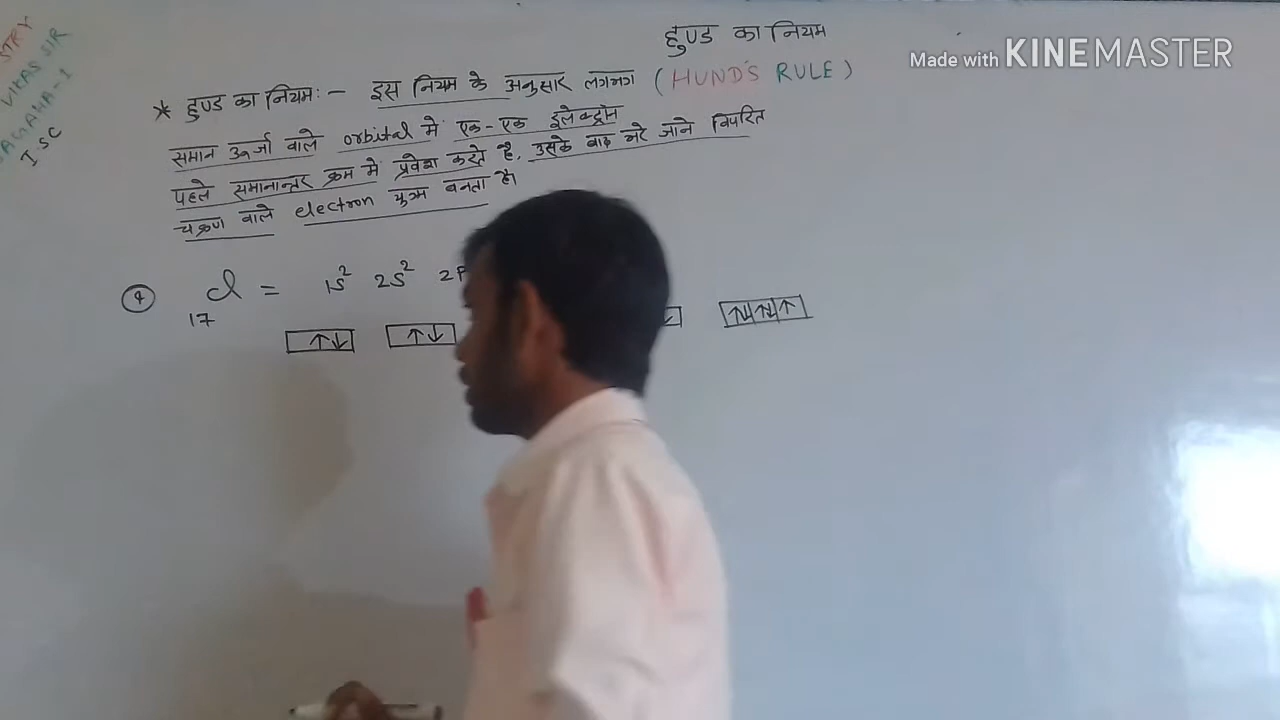 हुण्ड का नियम
Made with KINEMASTER
(HUND'S RULE)
STRY
VIKAS SIR
I.SC
* हुण्ड का नियमः- इस नियम के अनुसार लगभग
समान ऊर्जा वाले orbital में एक-एक इलेक्ट्रोन
पहले समानान्तर क्रम मे प्रवेश करते है, उसके बाद भरे जाने विपरित
चक्रण वाले electron युग्म बनता है।
4 Cl = 1S² 2S² 2P
17
↑↓ ↑↓ ↓ ↑↓ ↑↓ ↑